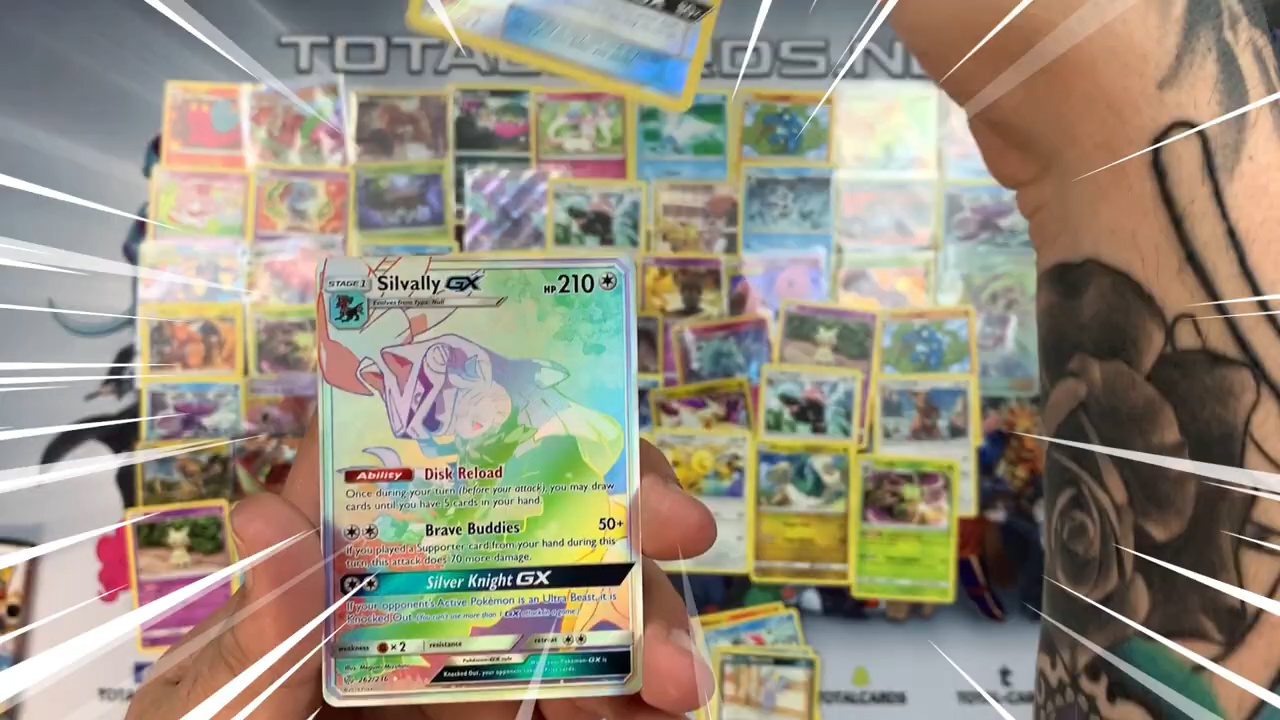 STAGE 1 Silvally GX HP 210
Evolves from Type: Null
Ability Disk Reload
Once during your turn (before your attack), you may draw
cards until you have 5 cards in your hand.
Brave Buddies 50+
If you played a Supporter card from your hand during this
turn, this attack does 70 more damage.
Silver Knight GX
If your opponent's Active Pokémon is an Ultra Beast, it is
Knocked Out. (You can't use more than 1 GX attack in a game.)
weakness ×2 resistance retreat
Pokémon-GX rule
Knocked Out, your opponent takes 2 Prize cards.
TOTALCARDS